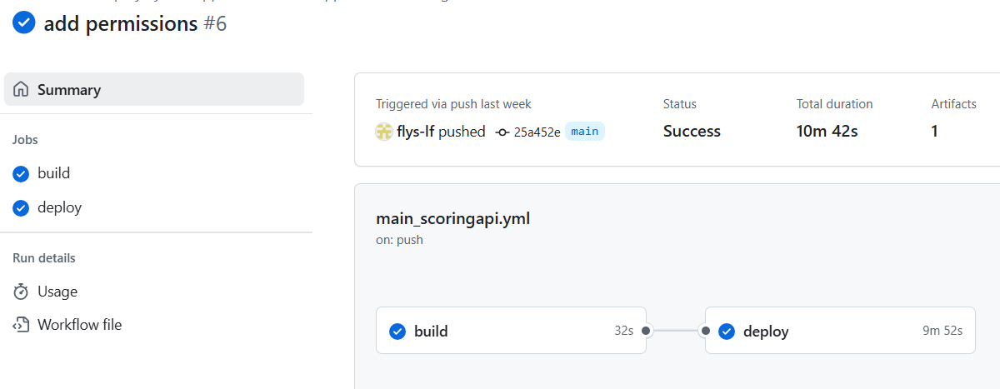 add permissions #6
Summary
Jobs
build
deploy
Run details
Usage
Workflow file
Triggered via push last week
flys-lf pushed 25a452e main
Status
Success
Total duration
10m 42s
Artifacts
1
main_scoringapi.yml
on: push
build 32s
deploy 9m 52s